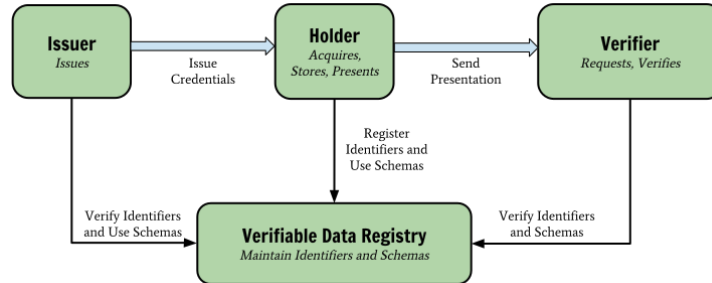 Issuer
Issues
Issue
Credentials
Holder
Acquires,
Stores, Presents
Send
Presentation
Verifier
Requests, Verifies
Register
Identifiers and
Use Schemas
Verify Identifiers
and Use Schemas
Verifiable Data Registry
Maintain Identifiers and Schemas
Verify Identifiers
and Schemas